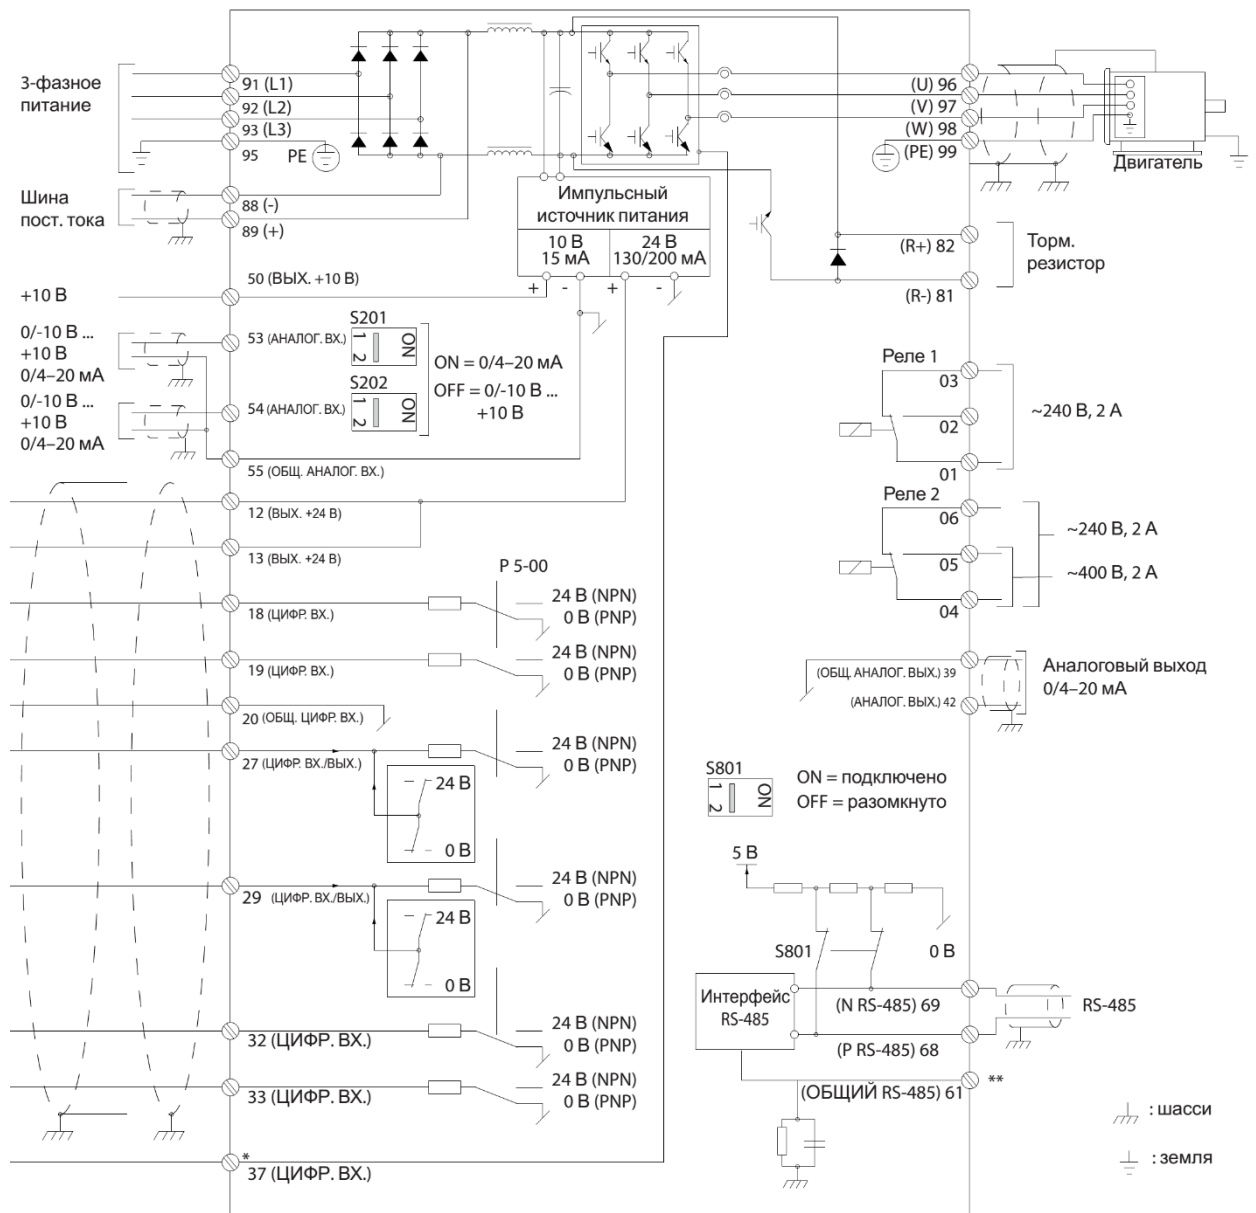 3-фазное
питание
91 (L1)
92 (L2)
93 (L3)
95
PE
Шина
пост. тока
88 (-)
89 (+)
+10 В
50 (ВЫХ. +10 В)
0/-10 В ...
+10 В
0/4–20 мА
53 (АНАЛОГ. ВХ.)
S201
1
2
ON
0/-10 В ...
+10 В
0/4–20 мА
54 (АНАЛОГ. ВХ.)
S202
1
2
ON
ON = 0/4–20 мА
OFF = 0/-10 В ...
+10 В
55 (ОБЩ. АНАЛОГ. ВХ.)
12 (ВЫХ. +24 В)
13 (ВЫХ. +24 В)
Импульсный
источник питания
10 В
15 мА
24 В
130/200 мА
+
-
+
-
P 5-00
18 (ЦИФР. ВХ.)
24 В (NPN)
0 В (PNP)
19 (ЦИФР. ВХ.)
24 В (NPN)
0 В (PNP)
20 (ОБЩ. ЦИФР. ВХ.)
27 (ЦИФР. ВХ./ВЫХ.)
24 В (NPN)
0 В (PNP)
24 В
0 В
29 (ЦИФР. ВХ./ВЫХ.)
24 В (NPN)
0 В (PNP)
24 В
0 В
32 (ЦИФР. ВХ.)
24 В (NPN)
0 В (PNP)
33 (ЦИФР. ВХ.)
24 В (NPN)
0 В (PNP)
*
37 (ЦИФР. ВХ.)
(U) 96
(V) 97
(W) 98
(PE) 99
Двигатель
(R+) 82
(R-) 81
Торм.
резистор
Реле 1
03
02
01
~240 В, 2 А
Реле 2
06
05
04
~240 В, 2 А
~400 В, 2 А
(ОБЩ. АНАЛОГ. ВЫХ.) 39
(АНАЛОГ. ВЫХ.) 42
Аналоговый выход
0/4–20 мА
S801
1
2
ON
ON = подключено
OFF = разомкнуто
5 В
S801
0 В
Интерфейс
RS-485
(N RS-485) 69
(P RS-485) 68
RS-485
(ОБЩИЙ RS-485) 61
**
: шасси
: земля